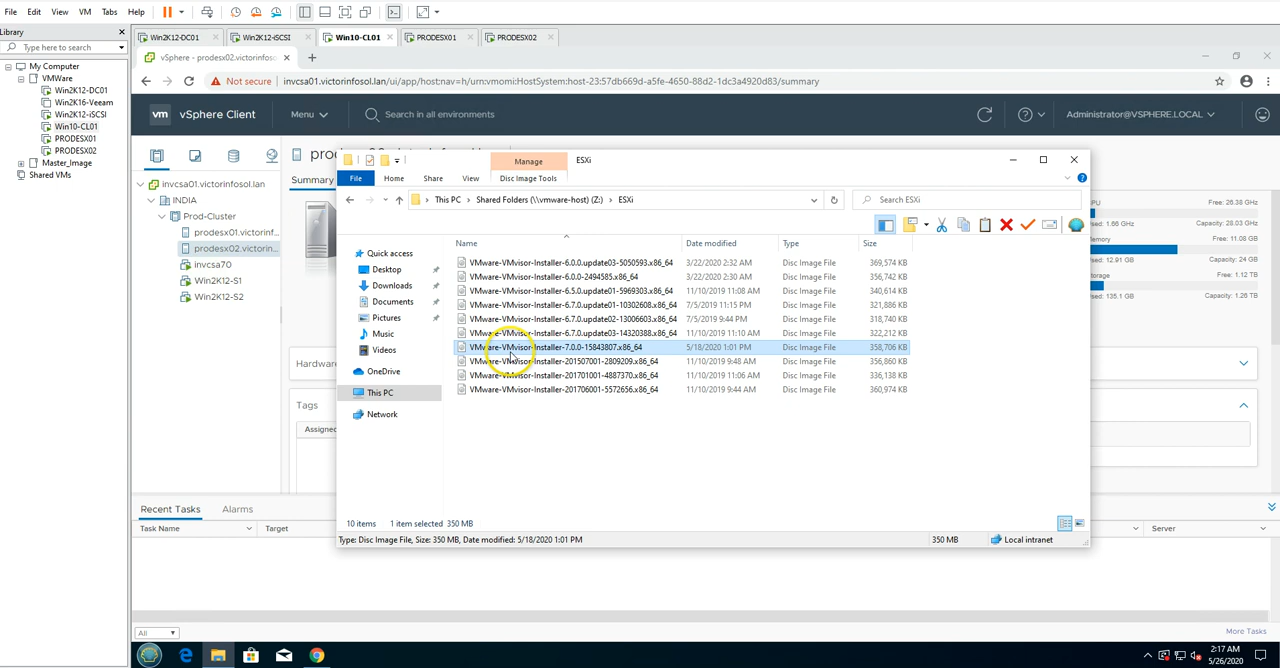 File Edit View VM Tabs Help
Library
Type here to search
My Computer
VMWare
Win2K12-DC01
Win2K16-Veeam
Win2K12-iSCSI
Win10-CL01
PRODESX01
PRODESX02
Master_Image
Shared VMs
Win2K12-DC01 Win2K12-iSCSI Win10-CL01 PRODESX01 PRODESX02
vSphere - prodesx02.victorinfoso
Not secure invcsa01.victorinfosol.lan/ui/app/host;nav=h/urn:vmomi:HostSystem:host-23:57db669d-a5fe-4650-88d2-1dc3a4920d83/summary
vm vSphere Client Menu Search in all environments Administrator@VSPHERE.LOCAL
invcsa01.victorinfosol.lan
INDIA
Prod-Cluster
prodesx01.victorinf...
prodesx02.victorin...
invcsa70
Win2K12-S1
Win2K12-S2
Summary
Hardware
Tags
Assigned
Manage ESXi
File Home Share View Disc Image Tools
This PC Shared Folders (\\vmware-host) (Z:) ESXi Search ESXi
Quick access
Desktop
Downloads
Documents
Pictures
Music
Videos
OneDrive
This PC
Network
Name Date modified Type Size
VMware-VMvisor-Installer-6.0.0.update03-5050593.x86_64 3/22/2020 2:32 AM Disc Image File 369,574 KB
VMware-VMvisor-Installer-6.0.0-2494585.x86_64 3/22/2020 2:30 AM Disc Image File 356,742 KB
VMware-VMvisor-Installer-6.5.0.update01-5969303.x86_64 11/10/2019 11:08 AM Disc Image File 340,614 KB
VMware-VMvisor-Installer-6.7.0.update01-10302608.x86_64 7/5/2019 11:15 PM Disc Image File 321,886 KB
VMware-VMvisor-Installer-6.7.0.update02-13006603.x86_64 7/5/2019 9:44 PM Disc Image File 318,740 KB
VMware-VMvisor-Installer-6.7.0.update03-14320388.x86_64 11/10/2019 11:10 AM Disc Image File 322,212 KB
VMware-VMvisor-Installer-7.0.0-15843807.x86_64 5/18/2020 1:01 PM Disc Image File 358,706 KB
VMware-VMvisor-Installer-201507001-2809209.x86_64 11/10/2019 9:48 AM Disc Image File 356,860 KB
VMware-VMvisor-Installer-201701001-4887370.x86_64 11/10/2019 11:06 AM Disc Image File 336,138 KB
VMware-VMvisor-Installer-201706001-5572656.x86_64 11/10/2019 9:44 AM Disc Image File 360,974 KB
10 items 1 item selected 350 MB
Type: Disc Image File, Size: 350 MB, Date modified: 5/18/2020 1:01 PM 350 MB Local intranet
Free: 26.38 GHz
Capacity: 28.03 GHz
Free: 11.08 GB
Capacity: 24 GB
Free: 1.12 TB
Capacity: 1.26 TB
Recent Tasks Alarms
Task Name Target Server
All More Tasks
2:17 AM
5/26/2020